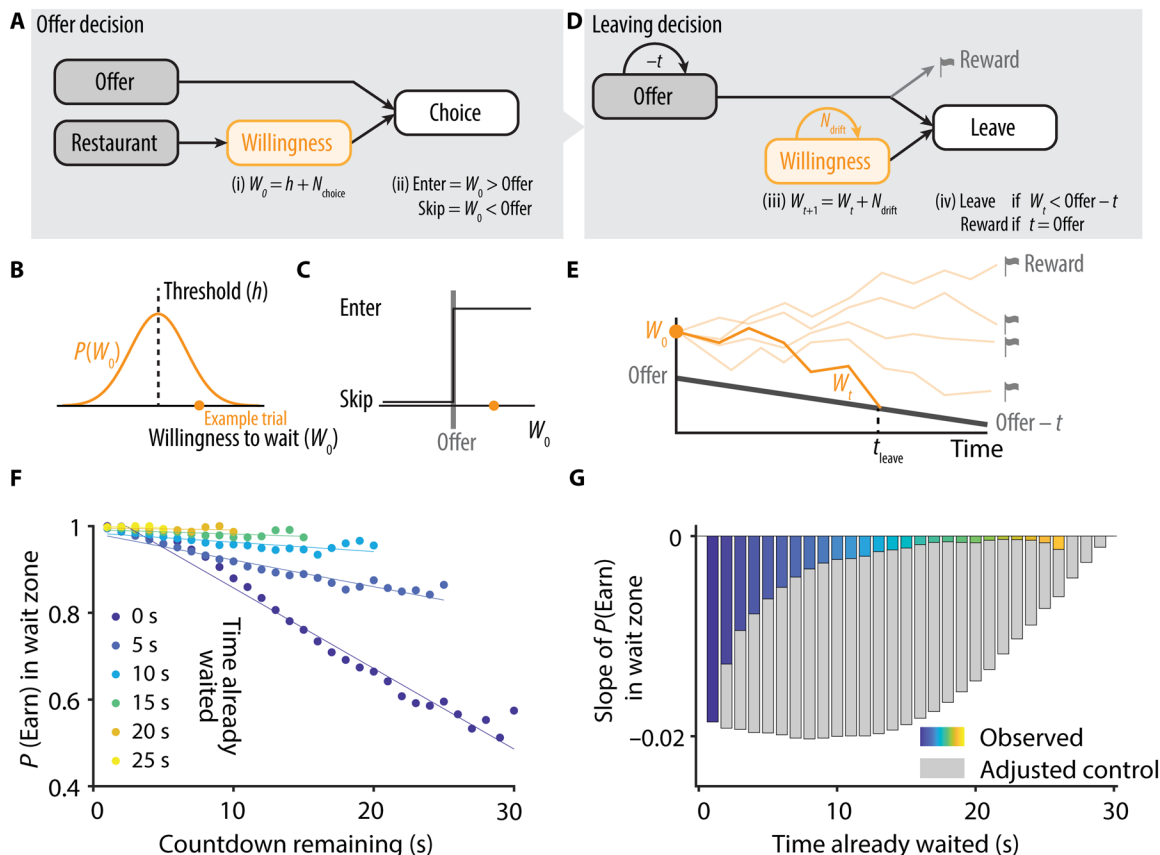 A Offer decision
Offer
Restaurant
Willingness
Choice
(i) W0 = h + Nchoice
(ii) Enter = W0 > Offer
Skip = W0 < Offer
D Leaving decision
–t
Offer
Reward
Ndrift
Willingness
Leave
(iii) Wt+1 = Wt + Ndrift
(iv) Leave if Wt < Offer – t
Reward if t = Offer
B
Threshold (h)
P(W0)
Example trial
Willingness to wait (W0)
C
Enter
Skip
Offer
W0
E
Reward
W0
Offer
Wt
Offer – t
tleave
Time
F
P (Earn) in wait zone
1
0.8
0.6
0.4
0 s
5 s
10 s
15 s
20 s
25 s
Time already
waited
0
10
20
30
Countdown remaining (s)
G
Slope of P(Earn)
in wait zone
0
–0.02
Observed
Adjusted control
0
10
20
30
Time already waited (s)